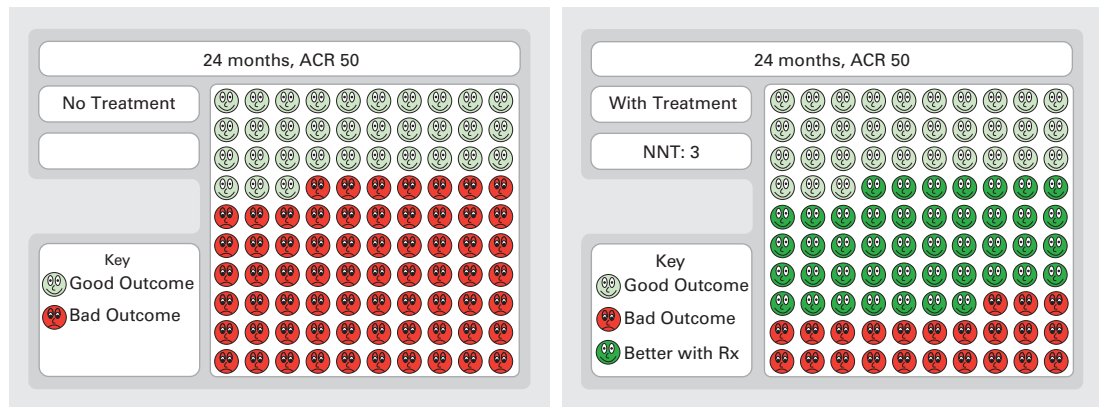 24 months, ACR 50
No Treatment
Key
Good Outcome
Bad Outcome
24 months, ACR 50
With Treatment
NNT: 3
Key
Good Outcome
Bad Outcome
Better with Rx